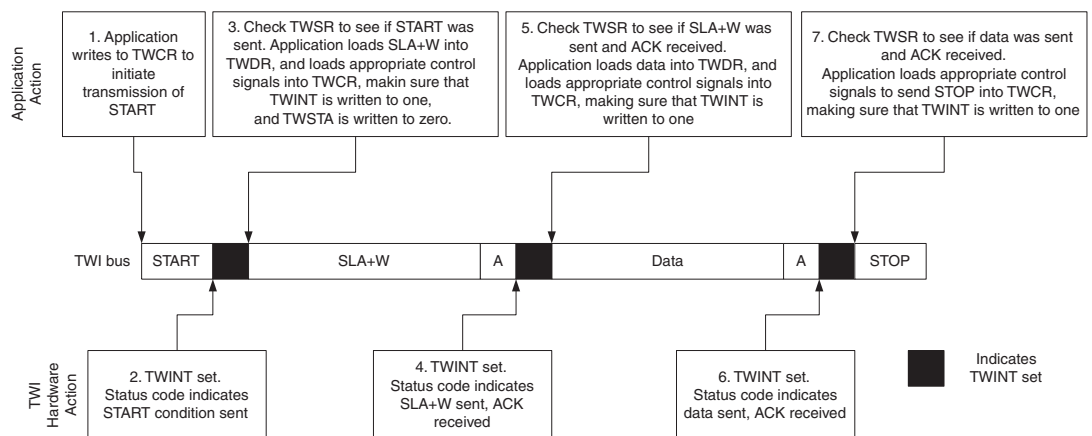 Application
Action
1. Application
writes to TWCR to
initiate
transmission of
START
3. Check TWSR to see if START was
sent. Application loads SLA+W into
TWDR, and loads appropriate control
signals into TWCR, makin sure that
TWINT is written to one,
and TWSTA is written to zero.
5. Check TWSR to see if SLA+W was
sent and ACK received.
Application loads data into TWDR, and
loads appropriate control signals into
TWCR, making sure that TWINT is
written to one
7. Check TWSR to see if data was sent
and ACK received.
Application loads appropriate control
signals to send STOP into TWCR,
making sure that TWINT is written to one
TWI bus
START
SLA+W
A
Data
A
STOP
TWI
Hardware
Action
2. TWINT set.
Status code indicates
START condition sent
4. TWINT set.
Status code indicates
SLA+W sent, ACK
received
6. TWINT set.
Status code indicates
data sent, ACK received
Indicates
TWINT set